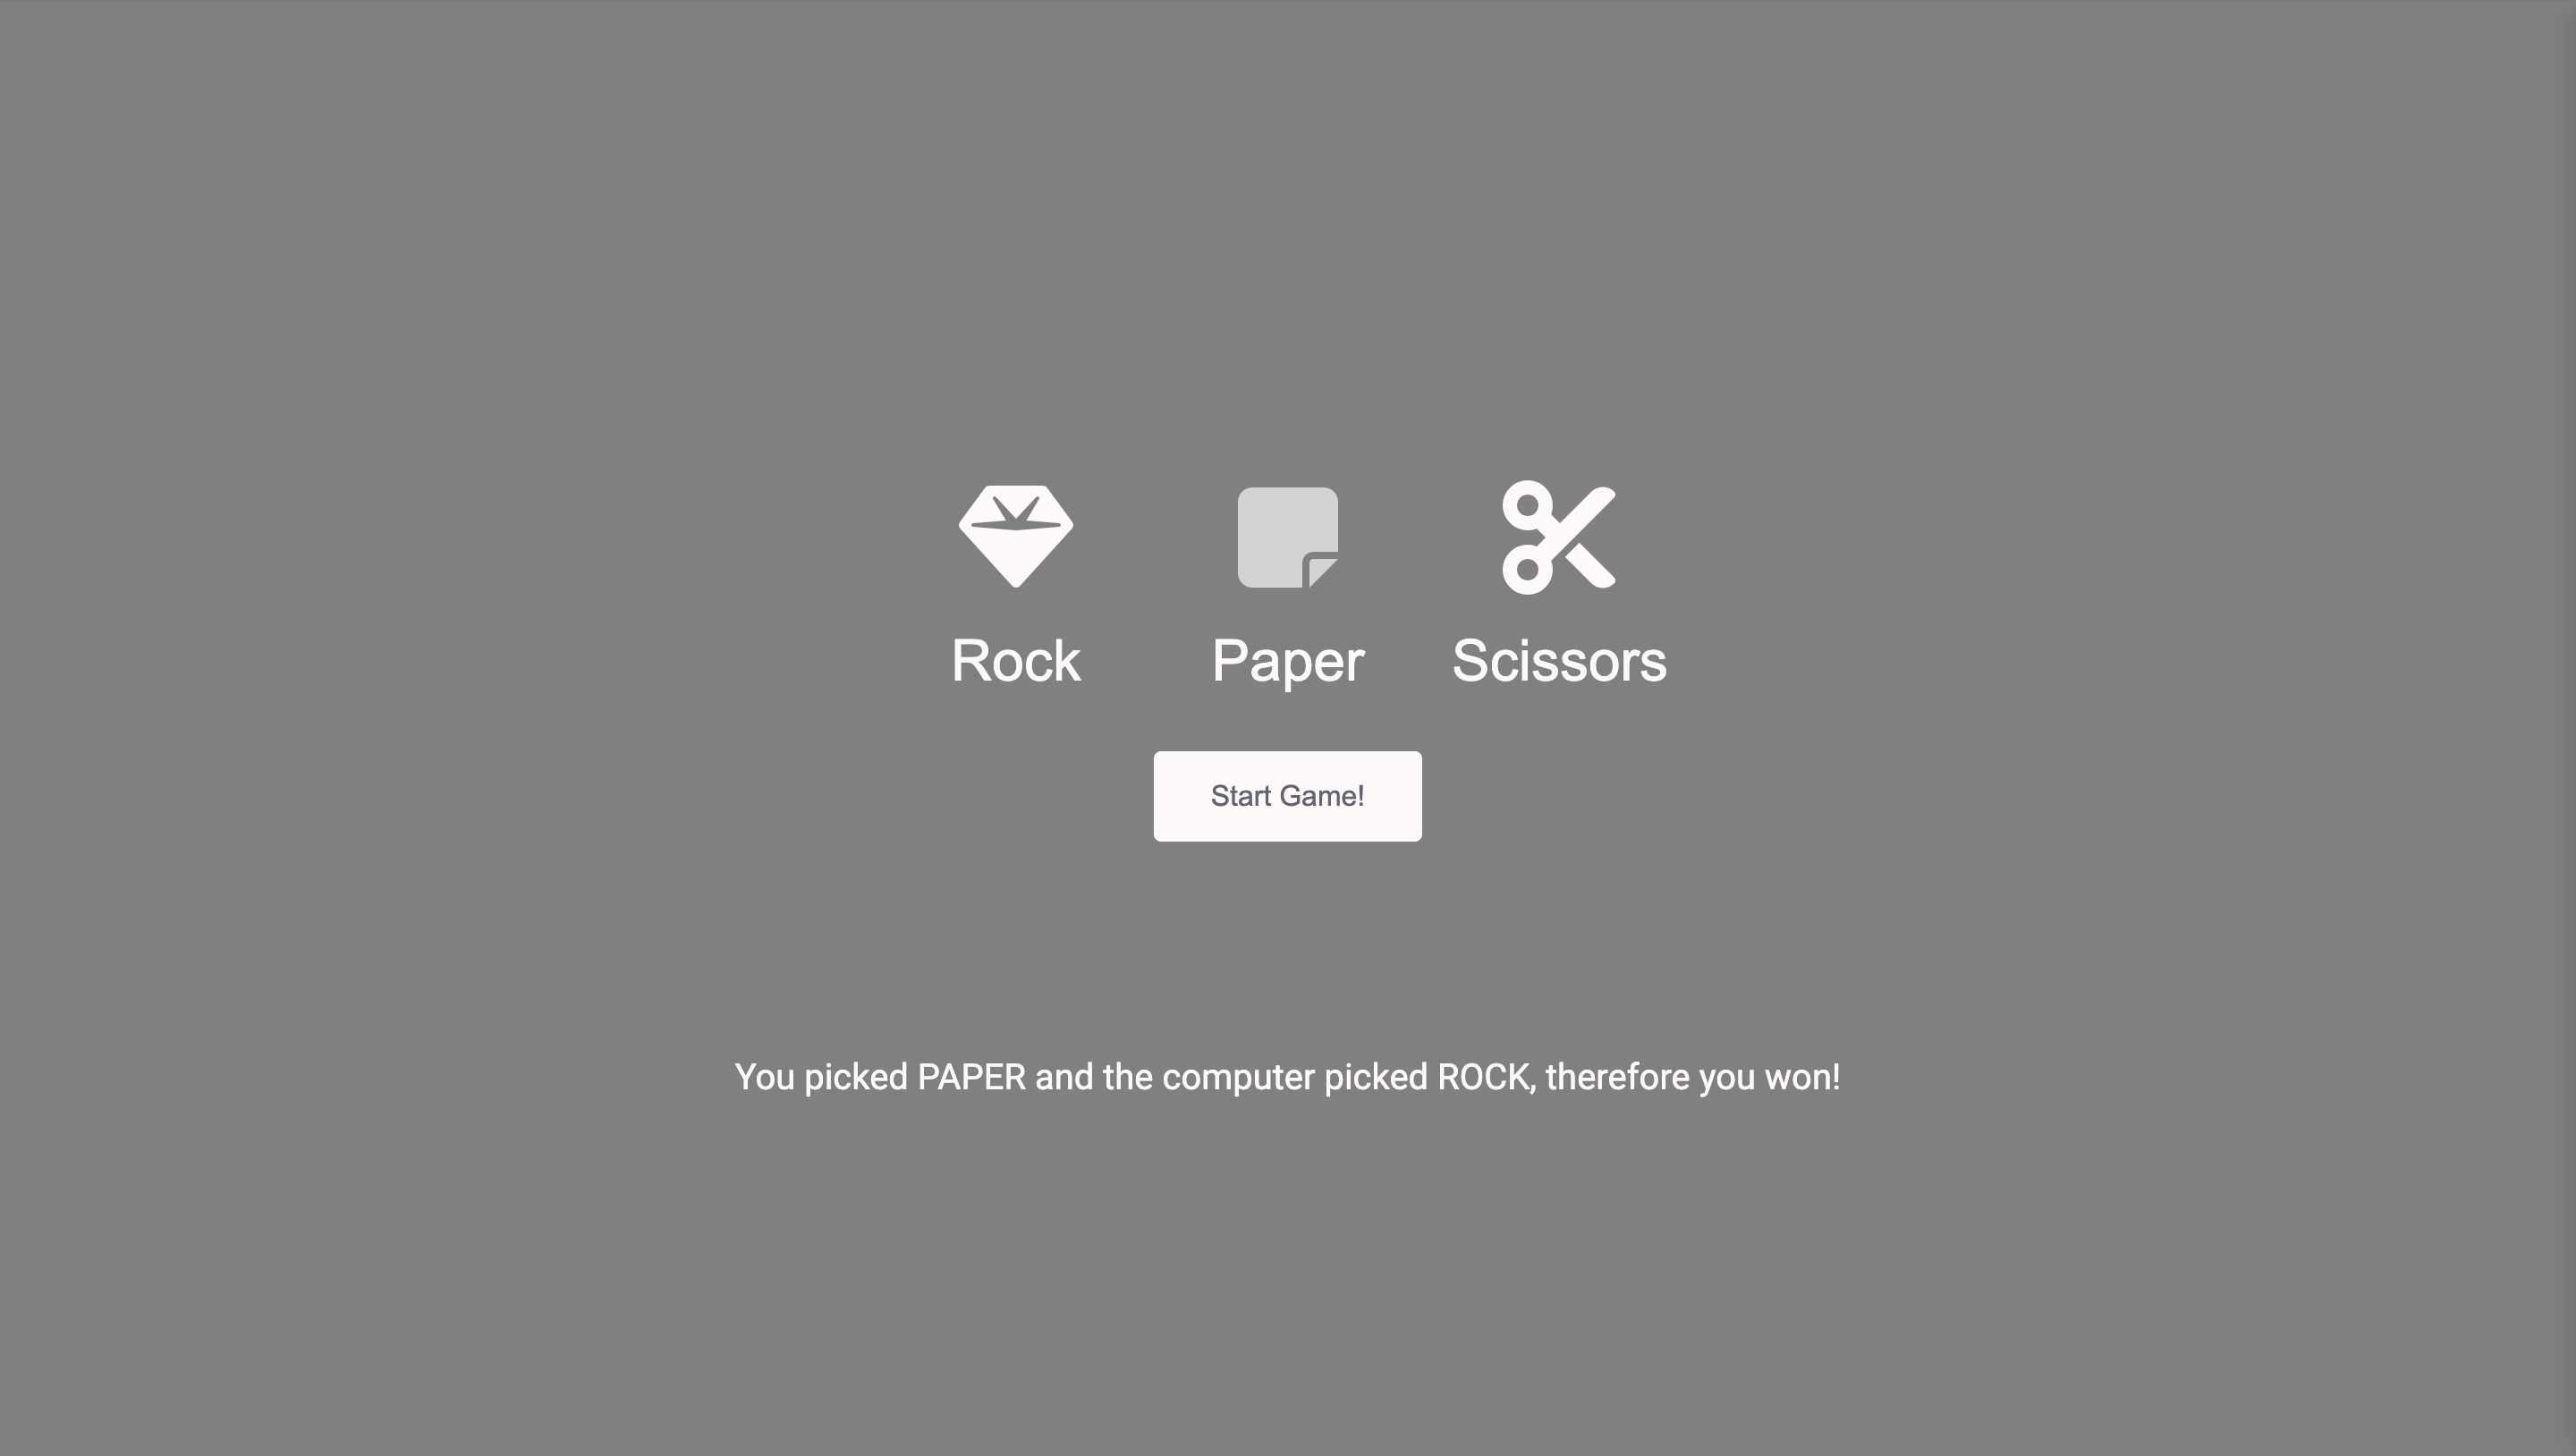 Rock Paper Scissors
Start Game!
You picked PAPER and the computer picked ROCK, therefore you won!